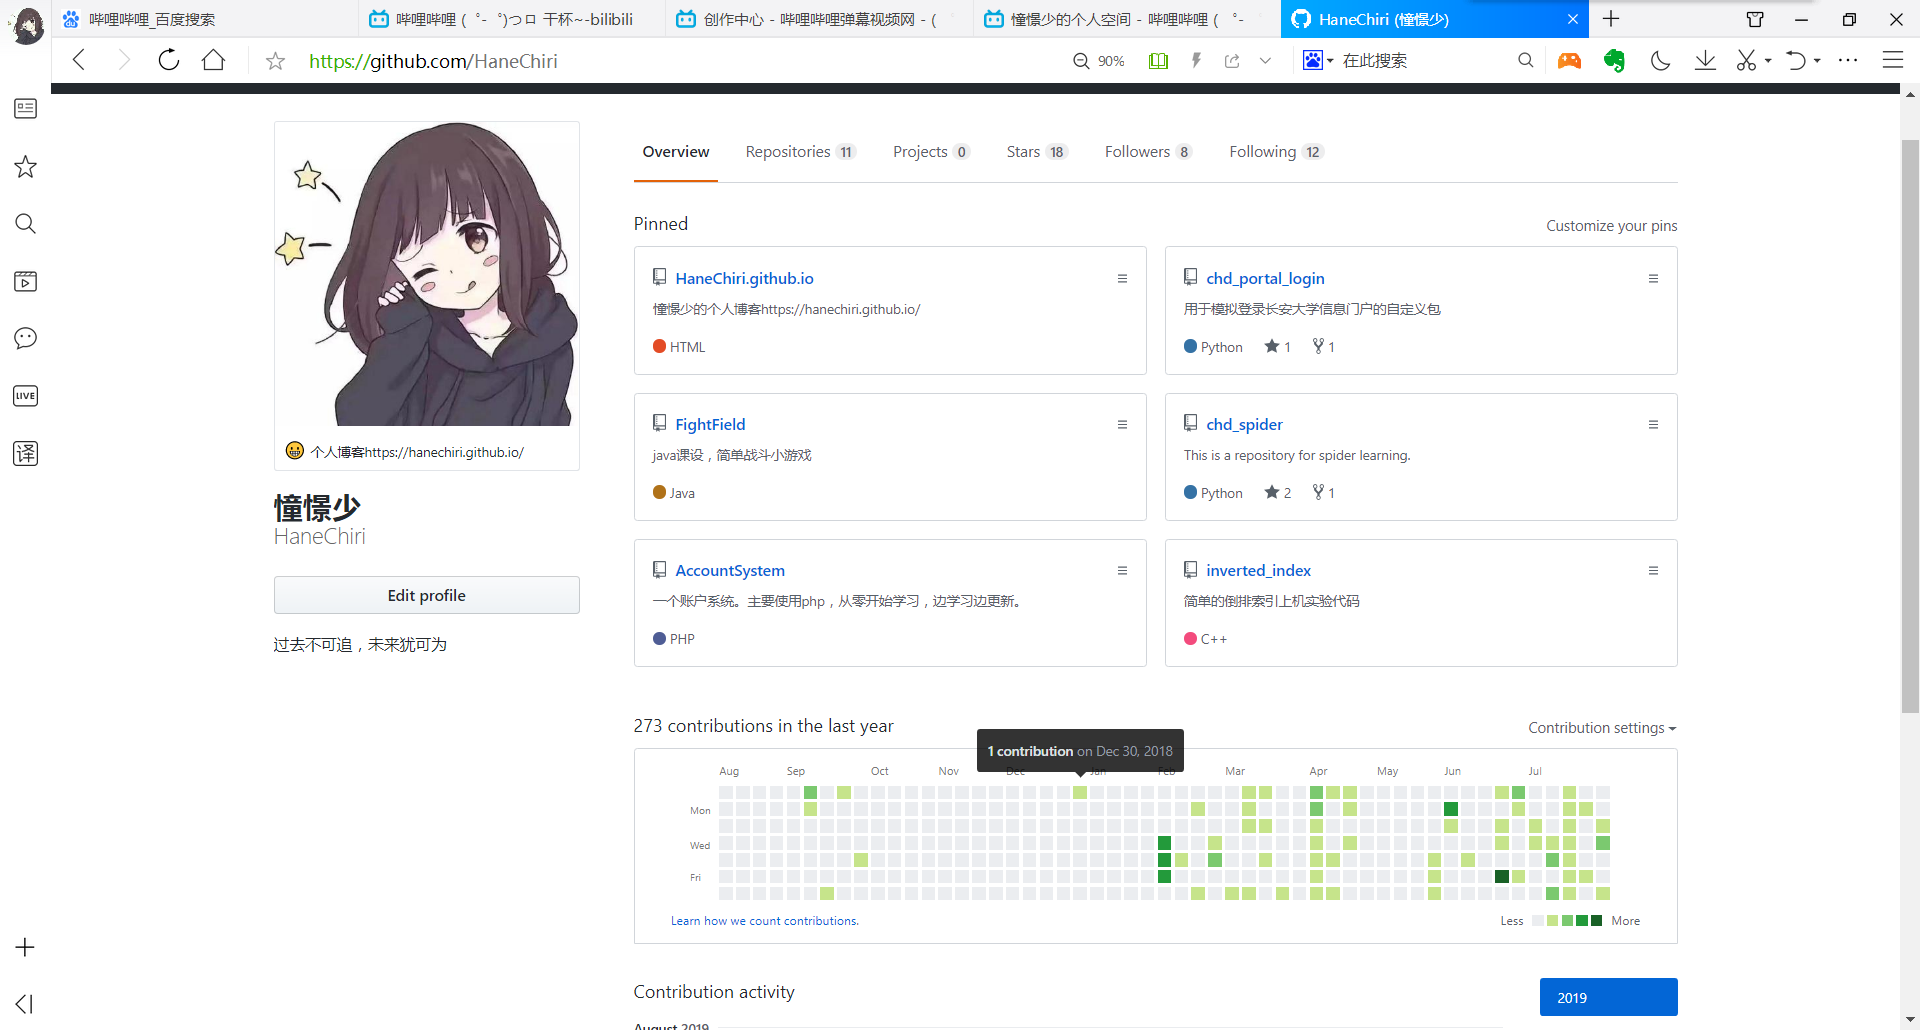 哔哩哔哩_百度搜索
哔哩哔哩 (゜-゜)つロ 干杯~-bilibili
创作中心 - 哔哩哔哩弹幕视频网 - (
憧憬少的个人空间 - 哔哩哔哩 ( ゜-
HaneChiri (憧憬少)
https://github.com/HaneChiri
90%
在此搜索
LIVE
译
Overview
Repositories 11
Projects 0
Stars 18
Followers 8
Following 12
Pinned
Customize your pins
HaneChiri.github.io
憧憬少的个人博客https://hanechiri.github.io/
HTML
chd_portal_login
用于模拟登录长安大学信息门户的自定义包
Python 1 1
FightField
java课设，简单战斗小游戏
Java
chd_spider
This is a repository for spider learning.
Python 2 1
AccountSystem
一个账户系统。主要使用php，从零开始学习，边学习边更新。
PHP
inverted_index
简单的倒排索引上机实验代码
C++
个人博客https://hanechiri.github.io/
憧憬少
HaneChiri
Edit profile
过去不可追，未来犹可为
273 contributions in the last year
Contribution settings
1 contribution on Dec 30, 2018
Aug Sep Oct Nov Dec Jan Feb Mar Apr May Jun Jul
Mon
Wed
Fri
Learn how we count contributions.
Less More
Contribution activity
2019
August 2019